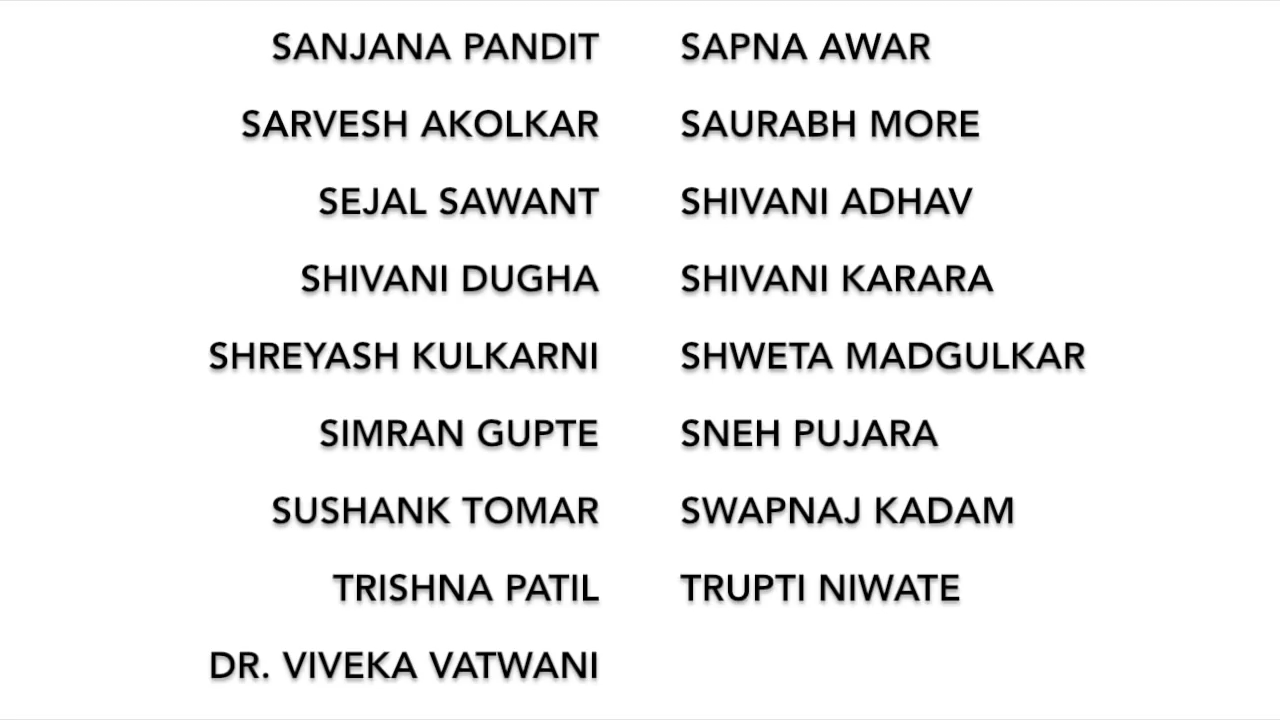 SANJANA PANDIT SAPNA AWAR
SARVESH AKOLKAR SAURABH MORE
SEJAL SAWANT SHIVANI ADHAV
SHIVANI DUGHA SHIVANI KARARA
SHREYASH KULKARNI SHWETA MADGULKAR
SIMRAN GUPTE SNEH PUJARA
SUSHANK TOMAR SWAPNAJ KADAM
TRISHNA PATIL TRUPTI NIWATE
DR. VIVEKA VATWANI